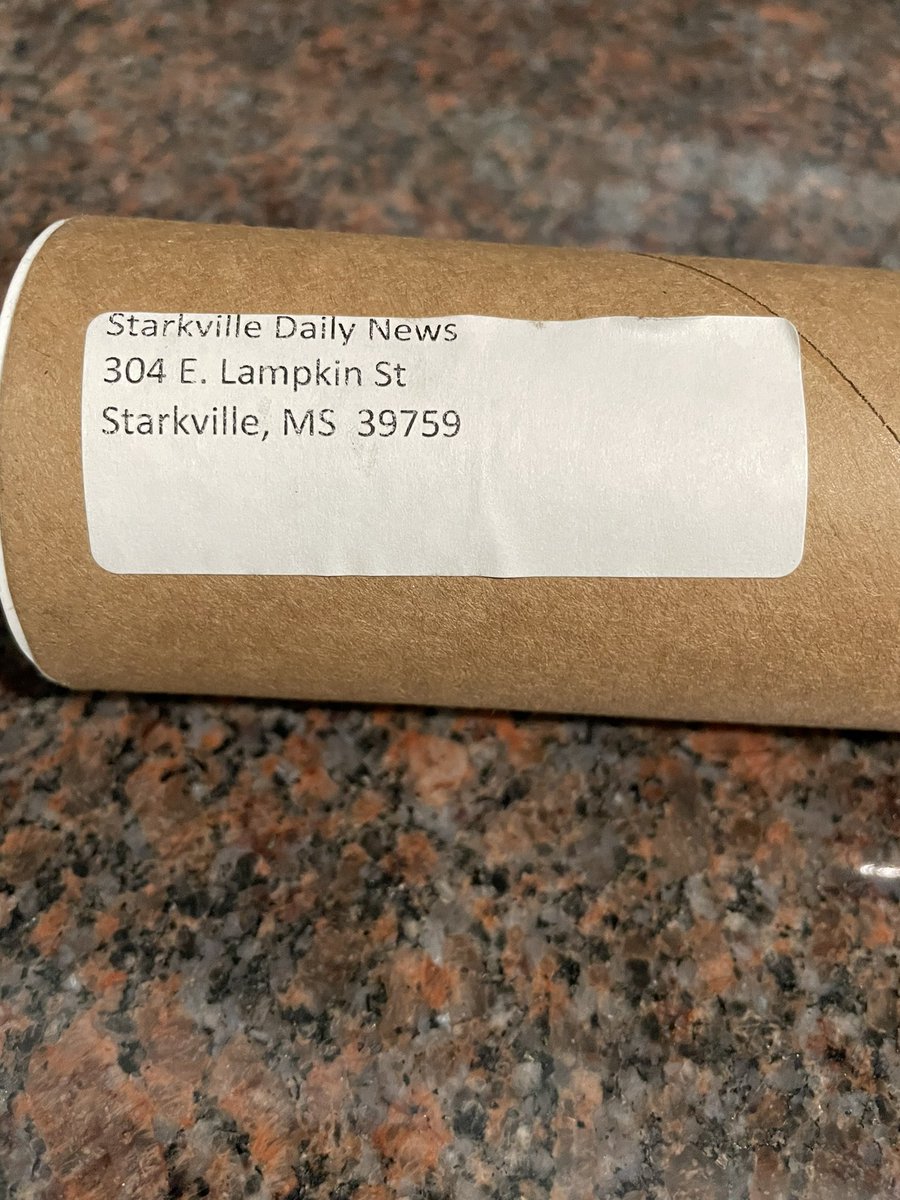 Starkville Daily News
304 E. Lampkin St
Starkville, MS  39759